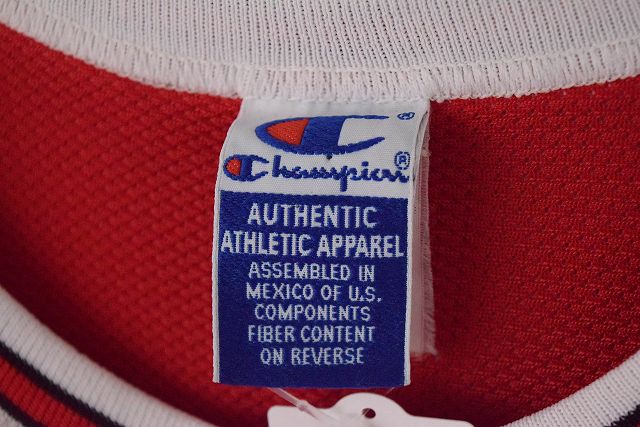 Champion®
AUTHENTIC
ATHLETIC APPAREL
ASSEMBLED IN
MEXICO OF U.S.
COMPONENTS
FIBER CONTENT
ON REVERSE